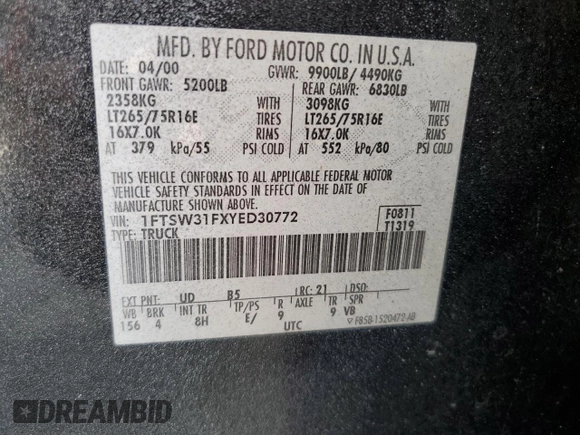 MFD. BY FORD MOTOR CO. IN U.S.A.
DATE: 04/00 GVWR: 9900LB/ 4490KG
FRONT GAWR: 5200LB REAR GAWR: 6830LB
2358KG WITH 3098KG WITH
LT265/75R16E TIRES LT265/75R16E TIRES
16X7.0K RIMS 16X7.0K RIMS
AT 379 kPa/55 PSI COLD AT 552 kPa/80 PSI COLD
THIS VEHICLE CONFORMS TO ALL APPLICABLE FEDERAL MOTOR
VEHICLE SAFETY STANDARDS IN EFFECT ON THE DATE OF
MANUFACTURE SHOWN ABOVE.
VIN: 1FTSW31FXYED30772 F0811
TYPE: TRUCK T1319
EXT PNT: UD B5 RC: 21 DSO:
WB BRK INT TR TP/PS R AXLE TR SPR
156 4 8H E/ 9 9 VB
UTC F85B-1520472-AB
DREAMBID